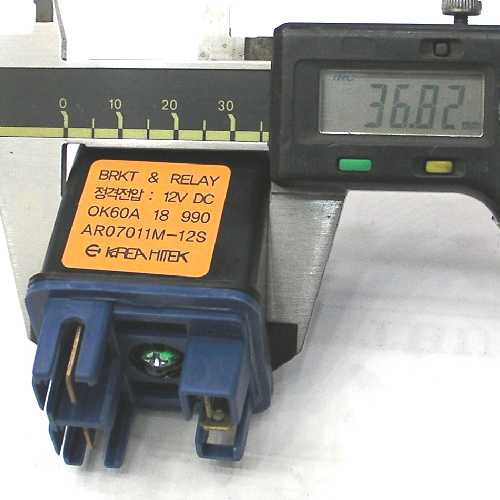 0 10 20 30
INC
36.82
BRKT & RELAY
정격전압 : 12V DC
OK60A 18 990
AR07011M-12S
KOREA HITEK